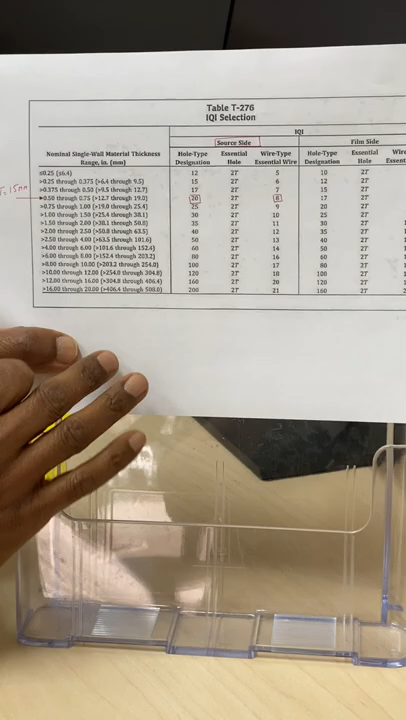 Table T-276
IQI Selection
IQI
Source Side Film Side
Nominal Single-Wall Material Thickness Range, in. (mm) Hole-Type Designation Essential Hole Wire-Type Essential Wire Hole-Type Designation Essential Hole
≤0.25 (≤6.4) 12 2T 5 10 2T
>0.25 through 0.375 (>6.4 through 9.5) 15 2T 6 12 2T
>0.375 through 0.50 (>9.5 through 12.7) 17 2T 7 15 2T
>0.50 through 0.75 (>12.7 through 19.0) 20 2T 8 17 2T
>0.75 through 1.00 (>19.0 through 25.4) 25 2T 9 20 2T
>1.00 through 1.50 (>25.4 through 38.1) 30 2T 10 25 2T
>1.50 through 2.00 (>38.1 through 50.8) 35 2T 11 30 2T
>2.00 through 2.50 (>50.8 through 63.5) 40 2T 12 35 2T
>2.50 through 4.00 (>63.5 through 101.6) 50 2T 13 40 2T
>4.00 through 6.00 (>101.6 through 152.4) 60 2T 14 50 2T
>6.00 through 8.00 (>152.4 through 203.2) 80 2T 16 60 2T
>8.00 through 10.00 (>203.2 through 254.0) 100 2T 17 80 2T
>10.00 through 12.00 (>254.0 through 304.8) 120 2T 18 100 2T
>12.00 through 16.00 (>304.8 through 406.4) 160 2T 20 120 2T
>16.00 through 20.00 (>406.4 through 508.0) 200 2T 21 160 2T